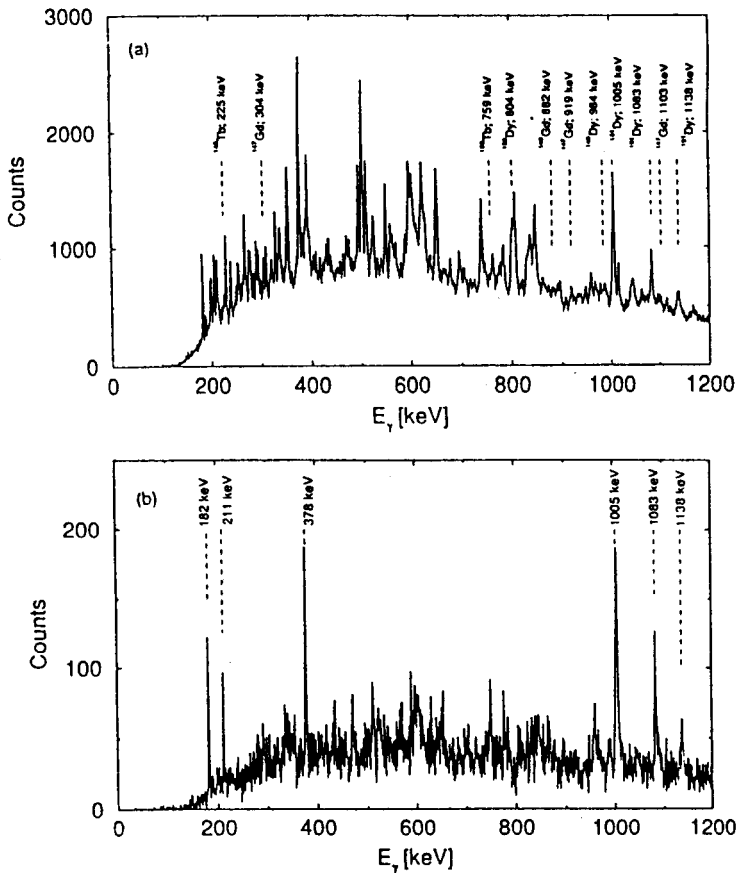 3000
2000
1000
0
Counts
(a)
Tb; 225 keV
¹⁴⁷Gd; 304 keV
Tb; 759 keV
Dy; 804 keV
Gd; 882 keV
¹⁴⁷Gd; 919 keV
Dy; 984 keV
Dy; 1005 keV
Dy; 1083 keV
¹⁴⁷Gd; 1103 keV
Dy; 1138 keV
0 200 400 600 800 1000 1200
Eγ [keV]
200
100
0
Counts
(b)
182 keV
211 keV
378 keV
1005 keV
1083 keV
1138 keV
0 200 400 600 800 1000 1200
Eγ [keV]